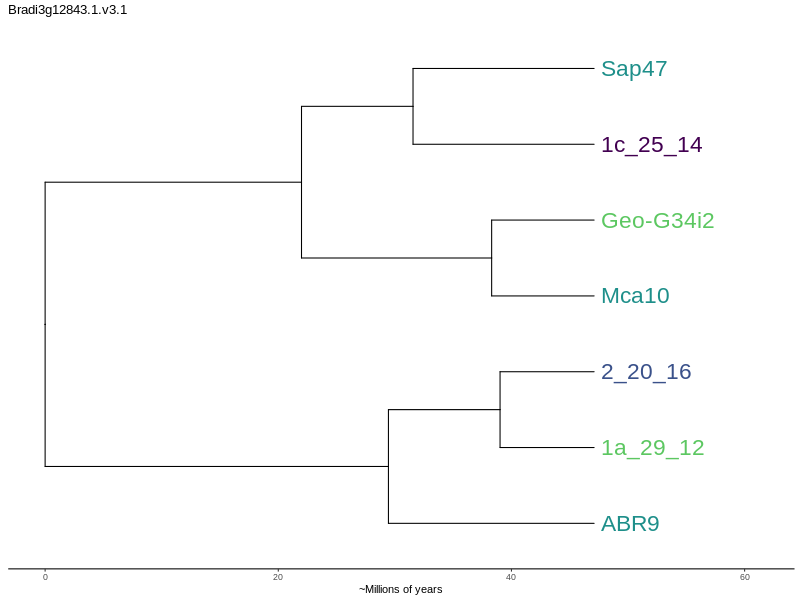 Bradi3g12843.1.v3.1
Sap47
1c_25_14
Geo-G34i2
Mca10
2_20_16
1a_29_12
ABR9
0 20 40 60
~Millions of years